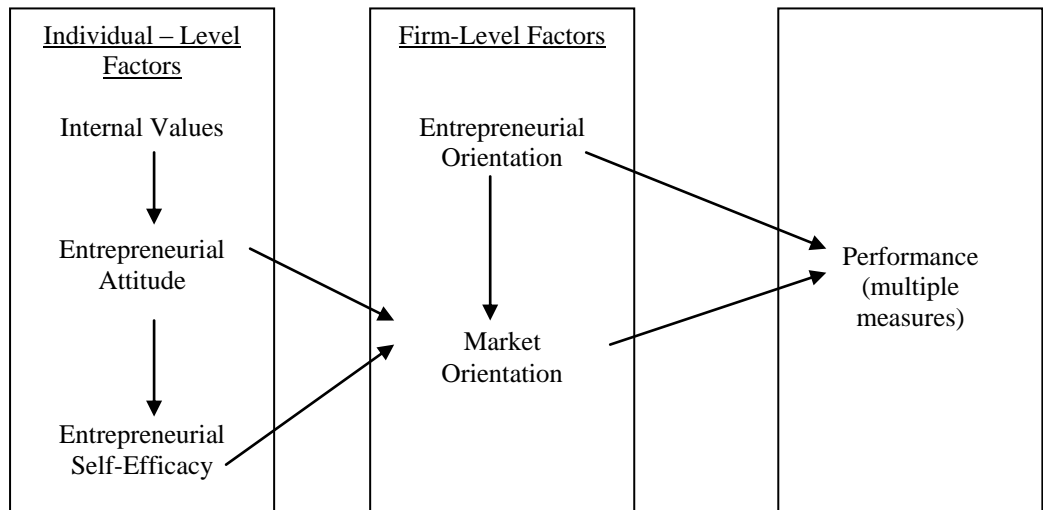 Individual – Level
Factors
Internal Values
Entrepreneurial
Attitude
Entrepreneurial
Self-Efficacy
Firm-Level Factors
Entrepreneurial
Orientation
Market
Orientation
Performance
(multiple
measures)